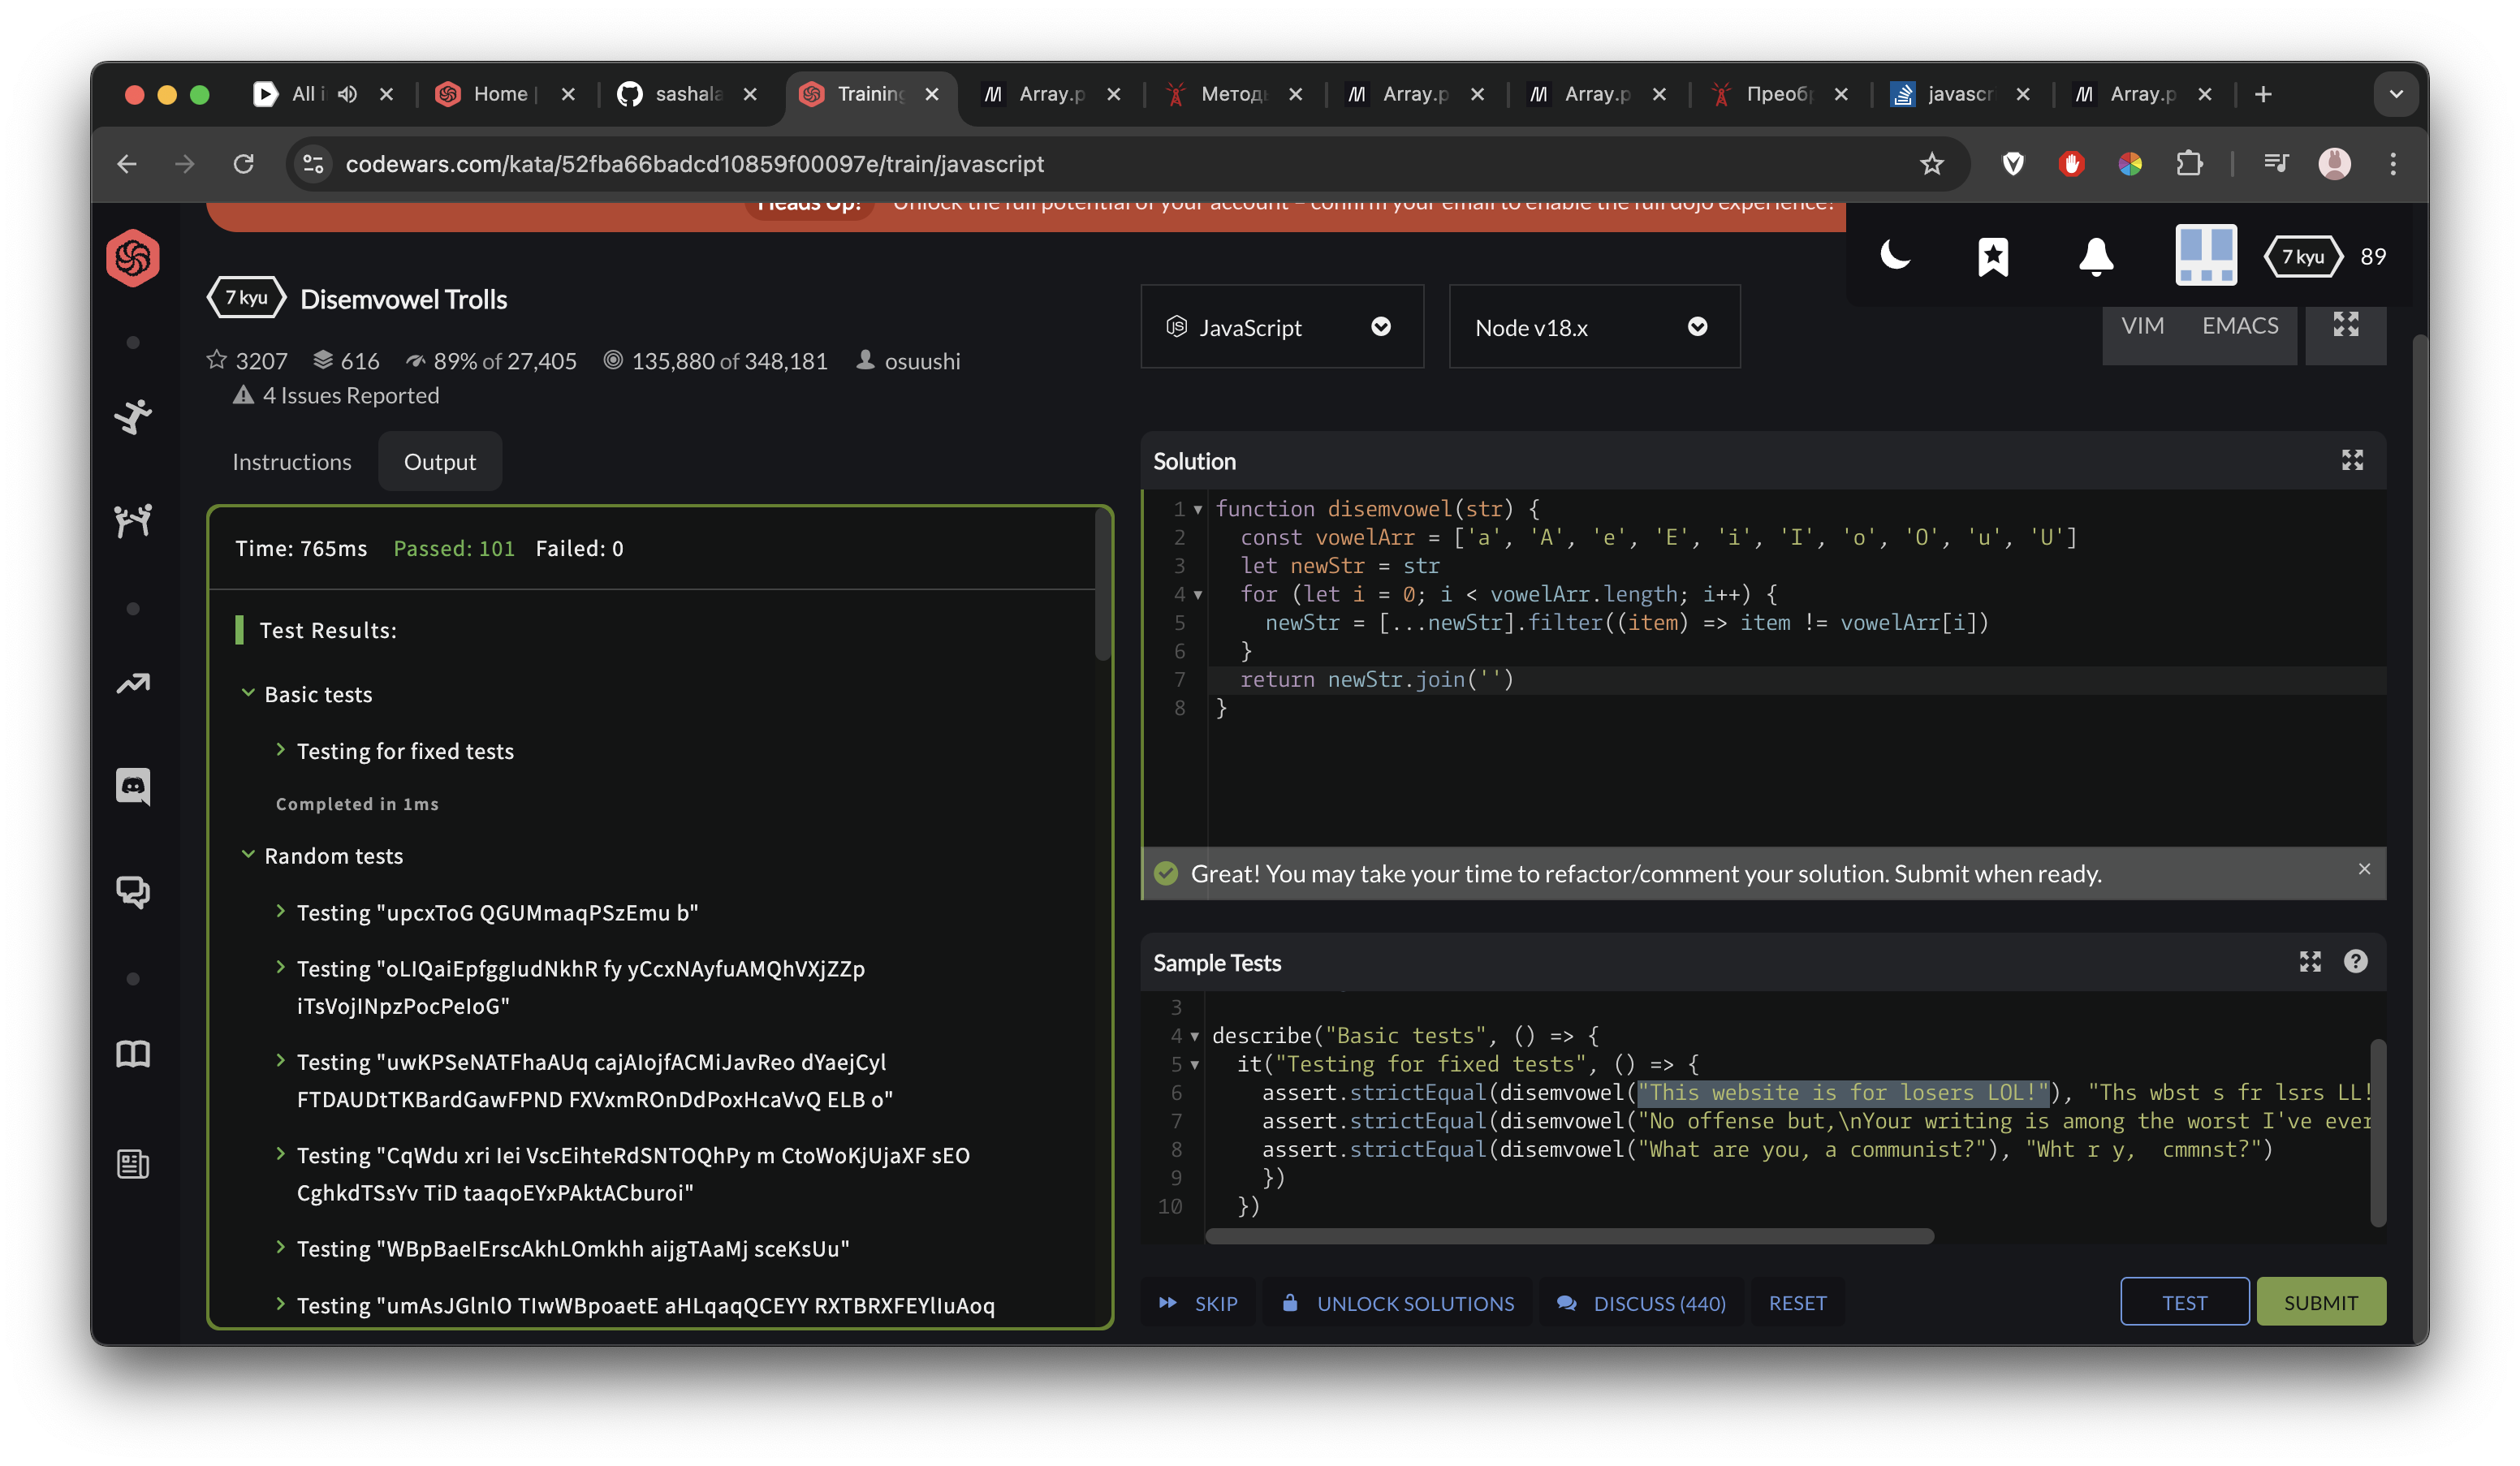 All i
Home
sashala
Training
Array.p
Методы
Array.p
Array.p
Преобр
javascr
Array.p
codewars.com/kata/52fba66badcd10859f00097e/train/javascript
Heads Up! Unlock the full potential of your account – confirm your email to enable the full dojo experience!
7 kyu 89
7 kyu Disemvowel Trolls
3207 616 89% of 27,405 135,880 of 348,181 osuushi
4 Issues Reported
JavaScript
Node v18.x
VIM EMACS
Instructions Output
Time: 765ms Passed: 101 Failed: 0
Test Results:
Basic tests
Testing for fixed tests
Completed in 1ms
Random tests
Testing "upcxToG QGUMmaqPSzEmu b"
Testing "oLIQaiEpfggIudNkhR fy yCcxNAyfuAMQhVXjZZp
iTsVojINpzPocPeIoG"
Testing "uwKPSeNATFhaAUq cajAIojfACMiJavReo dYaejCyl
FTDAUDtTKBardGawFPND FXVxmROnDdPoxHcaVvQ ELB o"
Testing "CqWdu xri Iei VscEihteRdSNTOQhPy m CtoWoKjUjaXF sEO
CghkdTSsYv TiD taaqoEYxPAktACburoi"
Testing "WBpBaeIErscAkhLOmkhh aijgTAaMj sceKsUu"
Testing "umAsJGlnlO TIwWBpoaetE aHLqaqQCEYY RXTBRXFEYlIuAoq
Solution
1 function disemvowel(str) {
2 const vowelArr = ['a', 'A', 'e', 'E', 'i', 'I', 'o', 'O', 'u', 'U']
3 let newStr = str
4 for (let i = 0; i < vowelArr.length; i++) {
5 newStr = [...newStr].filter((item) => item != vowelArr[i])
6 }
7 return newStr.join('')
8 }
Great! You may take your time to refactor/comment your solution. Submit when ready.
Sample Tests
3
4 describe("Basic tests", () => {
5 it("Testing for fixed tests", () => {
6 assert.strictEqual(disemvowel("This website is for losers LOL!"), "Ths wbst s fr lsrs LL!
7 assert.strictEqual(disemvowel("No offense but,\nYour writing is among the worst I've ever
8 assert.strictEqual(disemvowel("What are you, a communist?"), "Wht r y,  cmmnst?")
9 })
10 })
SKIP UNLOCK SOLUTIONS DISCUSS (440) RESET TEST SUBMIT